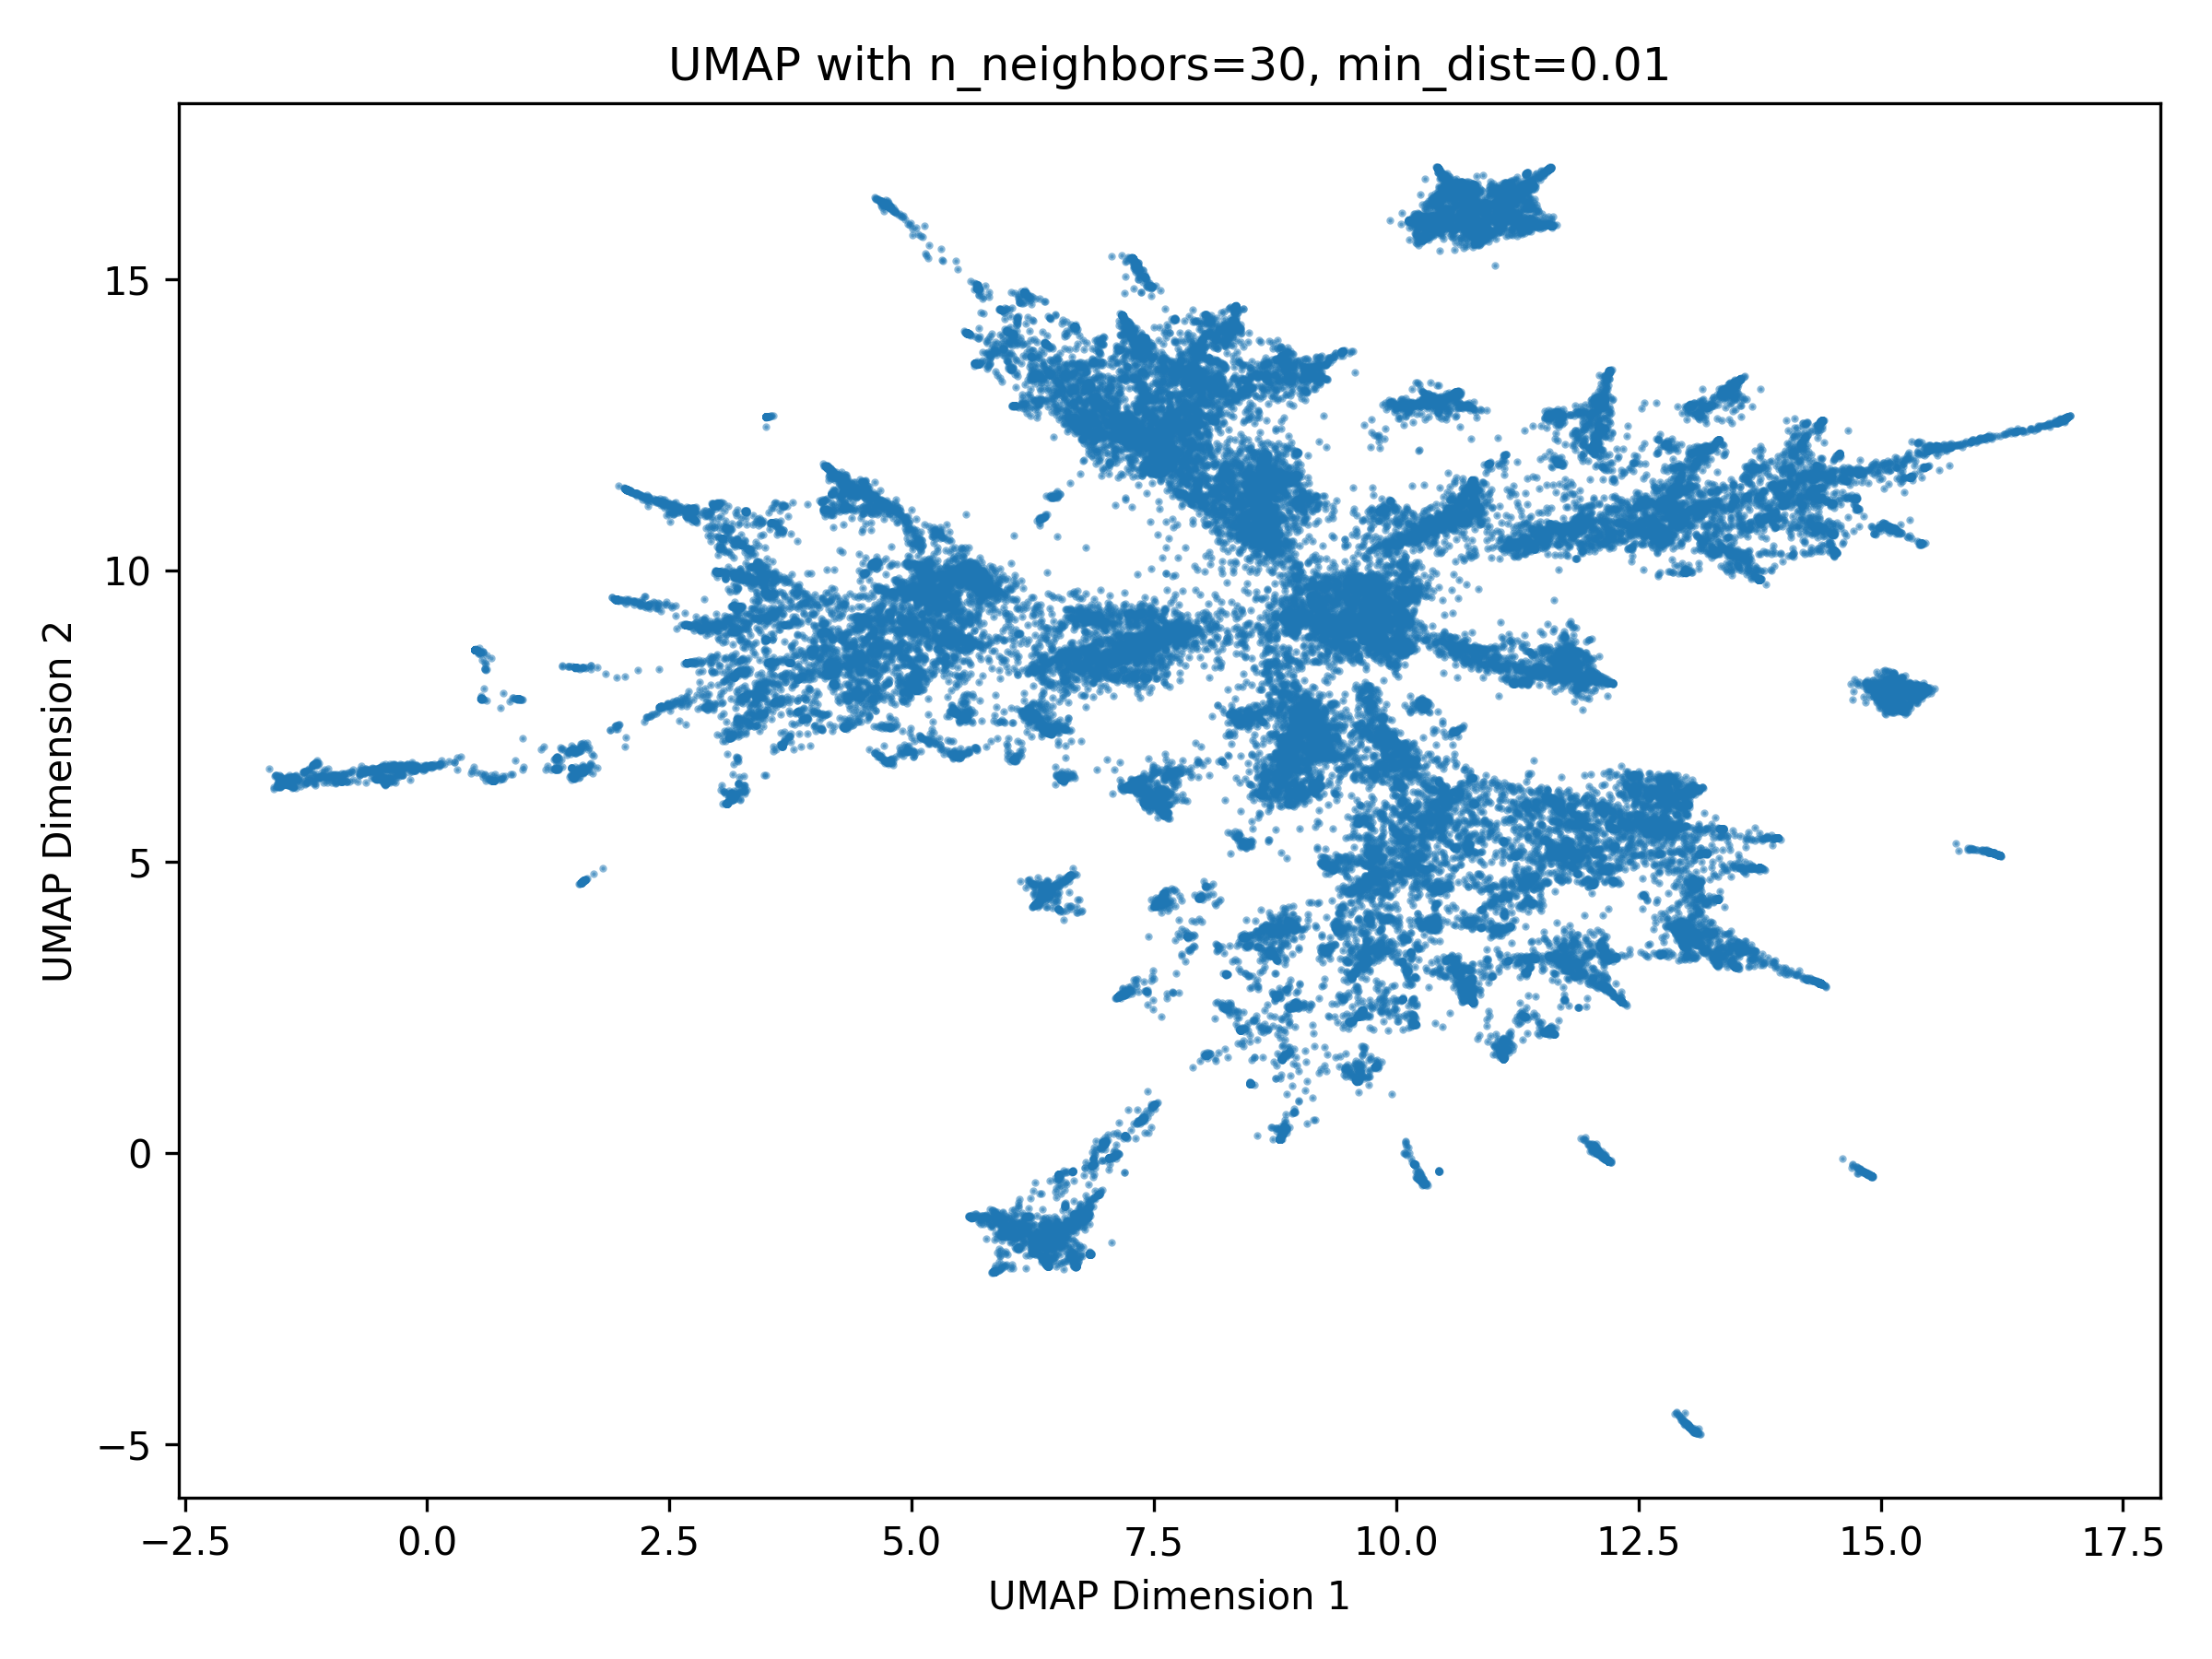 UMAP with n_neighbors=30, min_dist=0.01
15
10
5
0
−5
UMAP Dimension 2
−2.5 0.0 2.5 5.0 7.5 10.0 12.5 15.0 17.5
UMAP Dimension 1